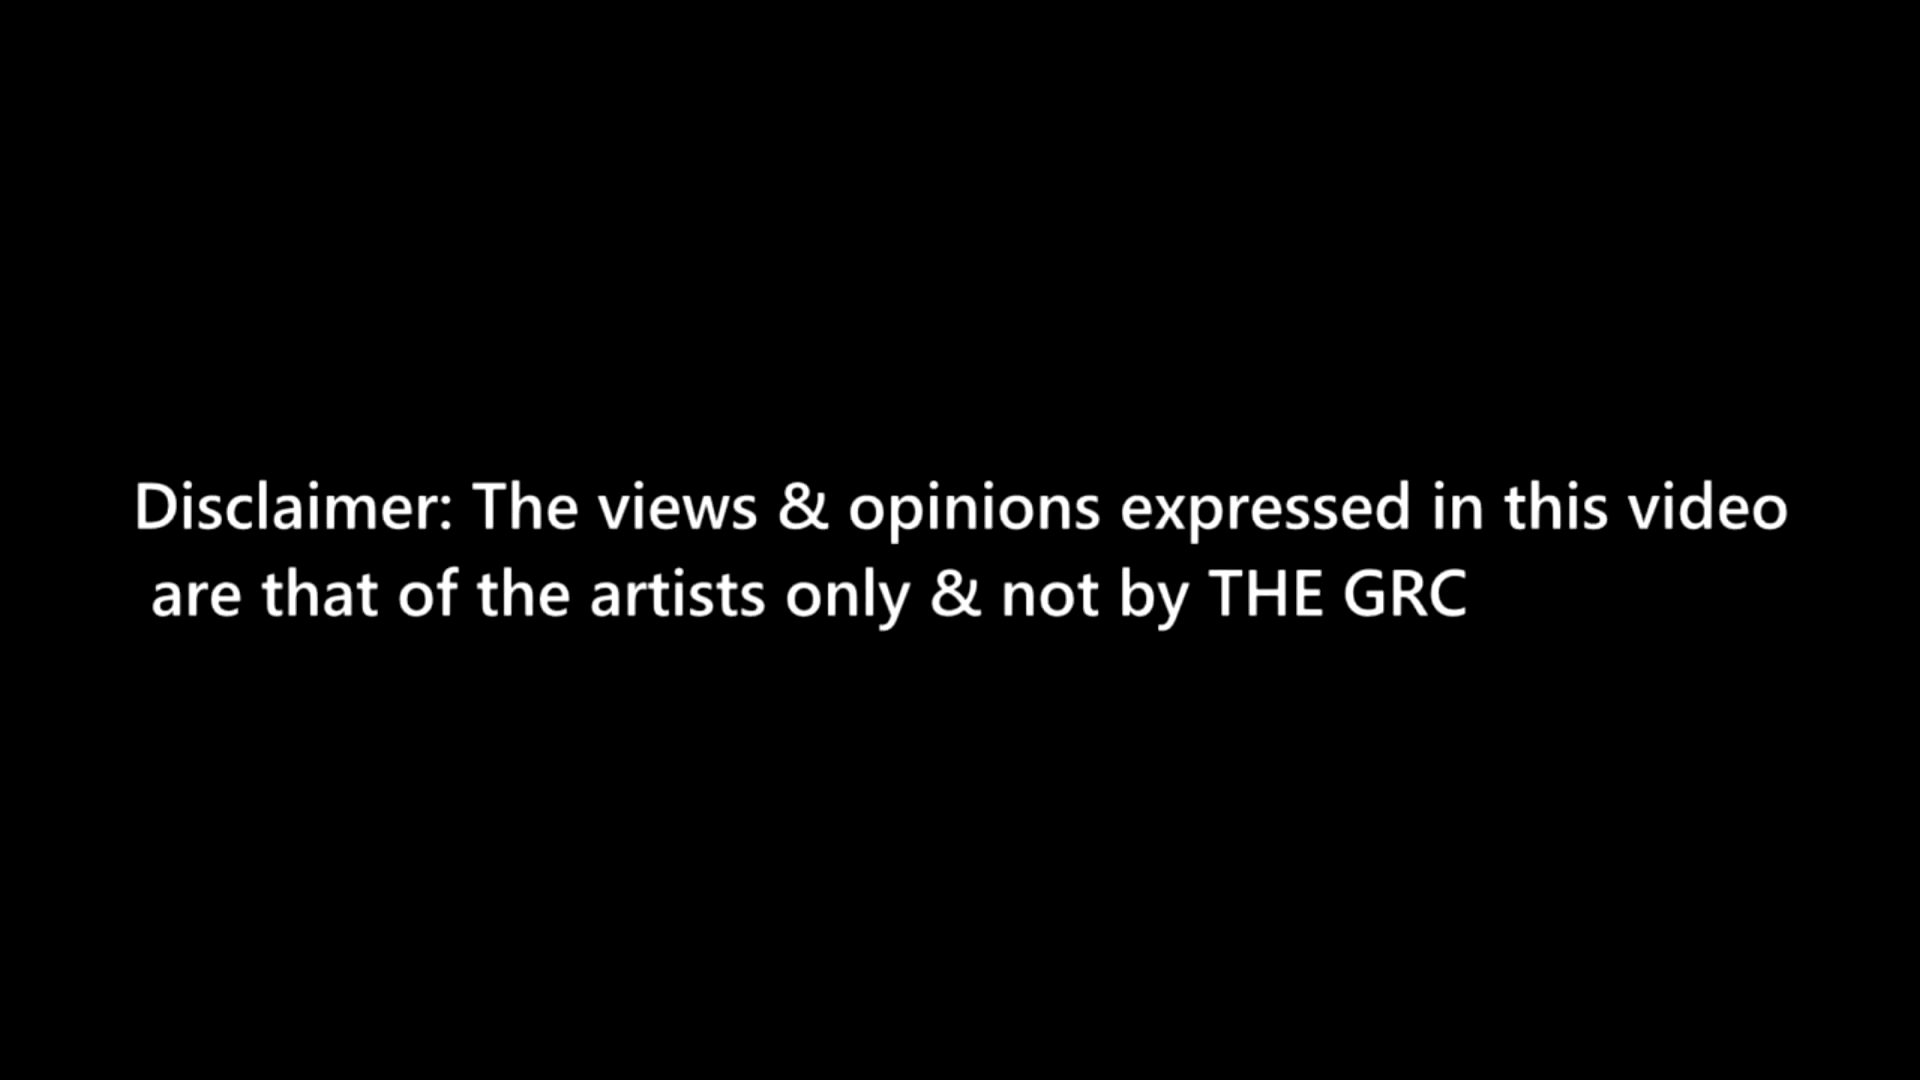 Disclaimer: The views & opinions expressed in this video
are that of the artists only & not by THE GRC